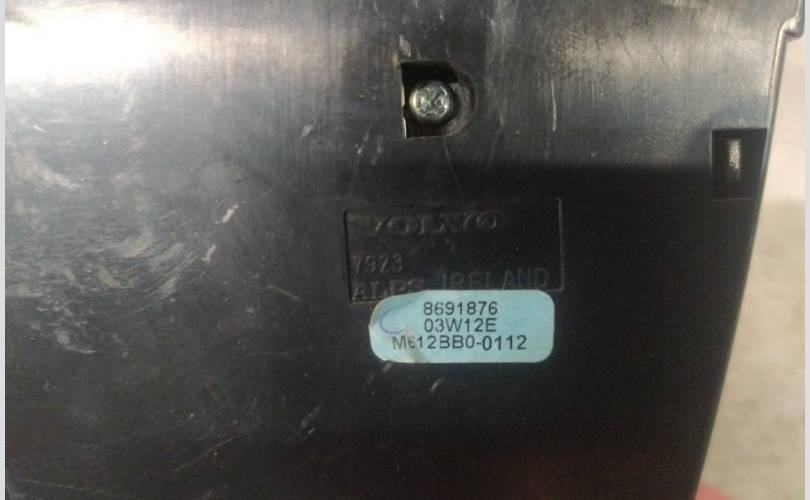 VOLVO
7923
ALPS IRELAND
8691876
03W12E
M612BB0-0112